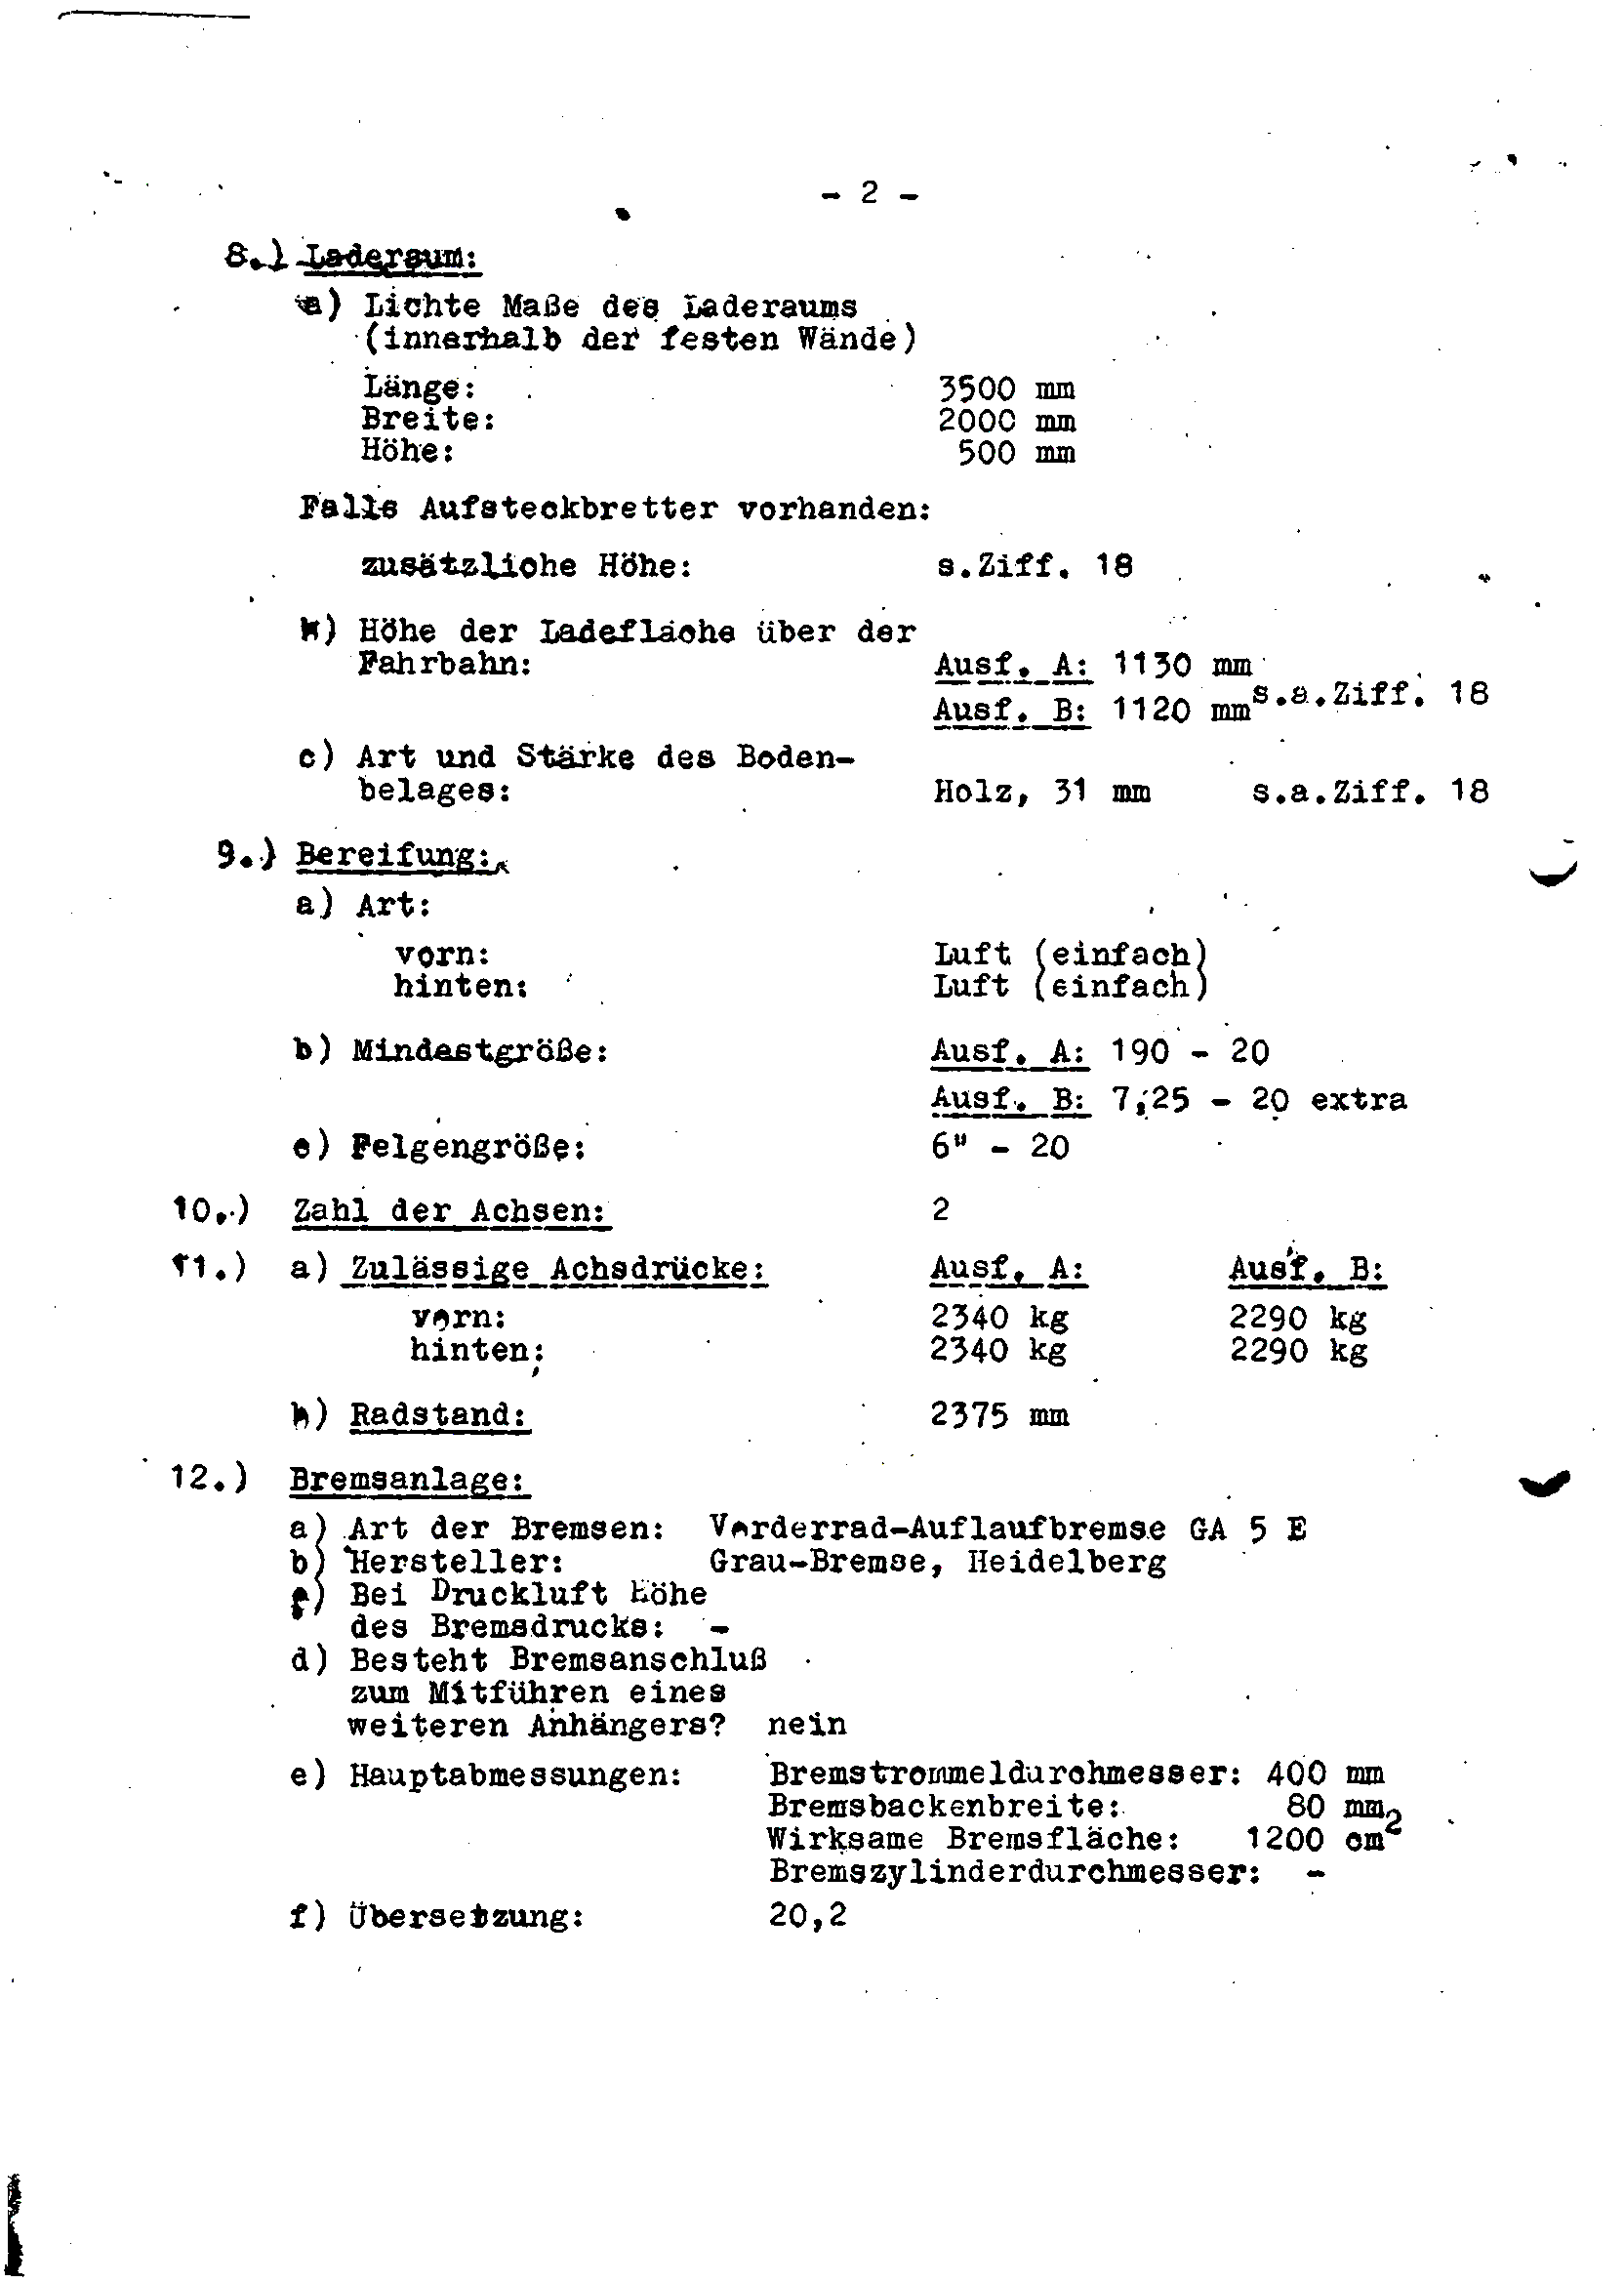 - 2 -
8.) Laderaum:
a) Lichte Maße des Laderaums
(innerhalb der festen Wände)
Länge: 3500 mm
Breite: 2000 mm
Höhe: 500 mm
Falls Aufsteckbretter vorhanden:
zusätzliche Höhe: s.Ziff. 18
b) Höhe der Ladefläche über der
Fahrbahn: Ausf. A: 1130 mm
Ausf. B: 1120 mm s.a.Ziff. 18
c) Art und Stärke des Boden-
belages: Holz, 31 mm s.a.Ziff. 18
9.) Bereifung:
a) Art:
vorn: Luft (einfach)
hinten: Luft (einfach)
b) Mindestgröße: Ausf. A: 190 - 20
Ausf. B: 7,25 - 20 extra
c) Felgengröße: 6" - 20
10.) Zahl der Achsen: 2
11.) a) Zulässige Achsdrücke: Ausf. A: Ausf. B:
vorn: 2340 kg 2290 kg
hinten: 2340 kg 2290 kg
b) Radstand: 2375 mm
12.) Bremsanlage:
a) Art der Bremsen: Vorderrad-Auflaufbremse GA 5 E
b) Hersteller: Grau-Bremse, Heidelberg
c) Bei Druckluft Höhe
des Bremsdrucks: -
d) Besteht Bremsanschluß
zum Mitführen eines
weiteren Anhängers? nein
e) Hauptabmessungen: Bremstrommeldurchmesser: 400 mm
Bremsbackenbreite: 80 mm
Wirksame Bremsfläche: 1200 cm²
Bremszylinderdurchmesser: -
f) Übersetzung: 20,2